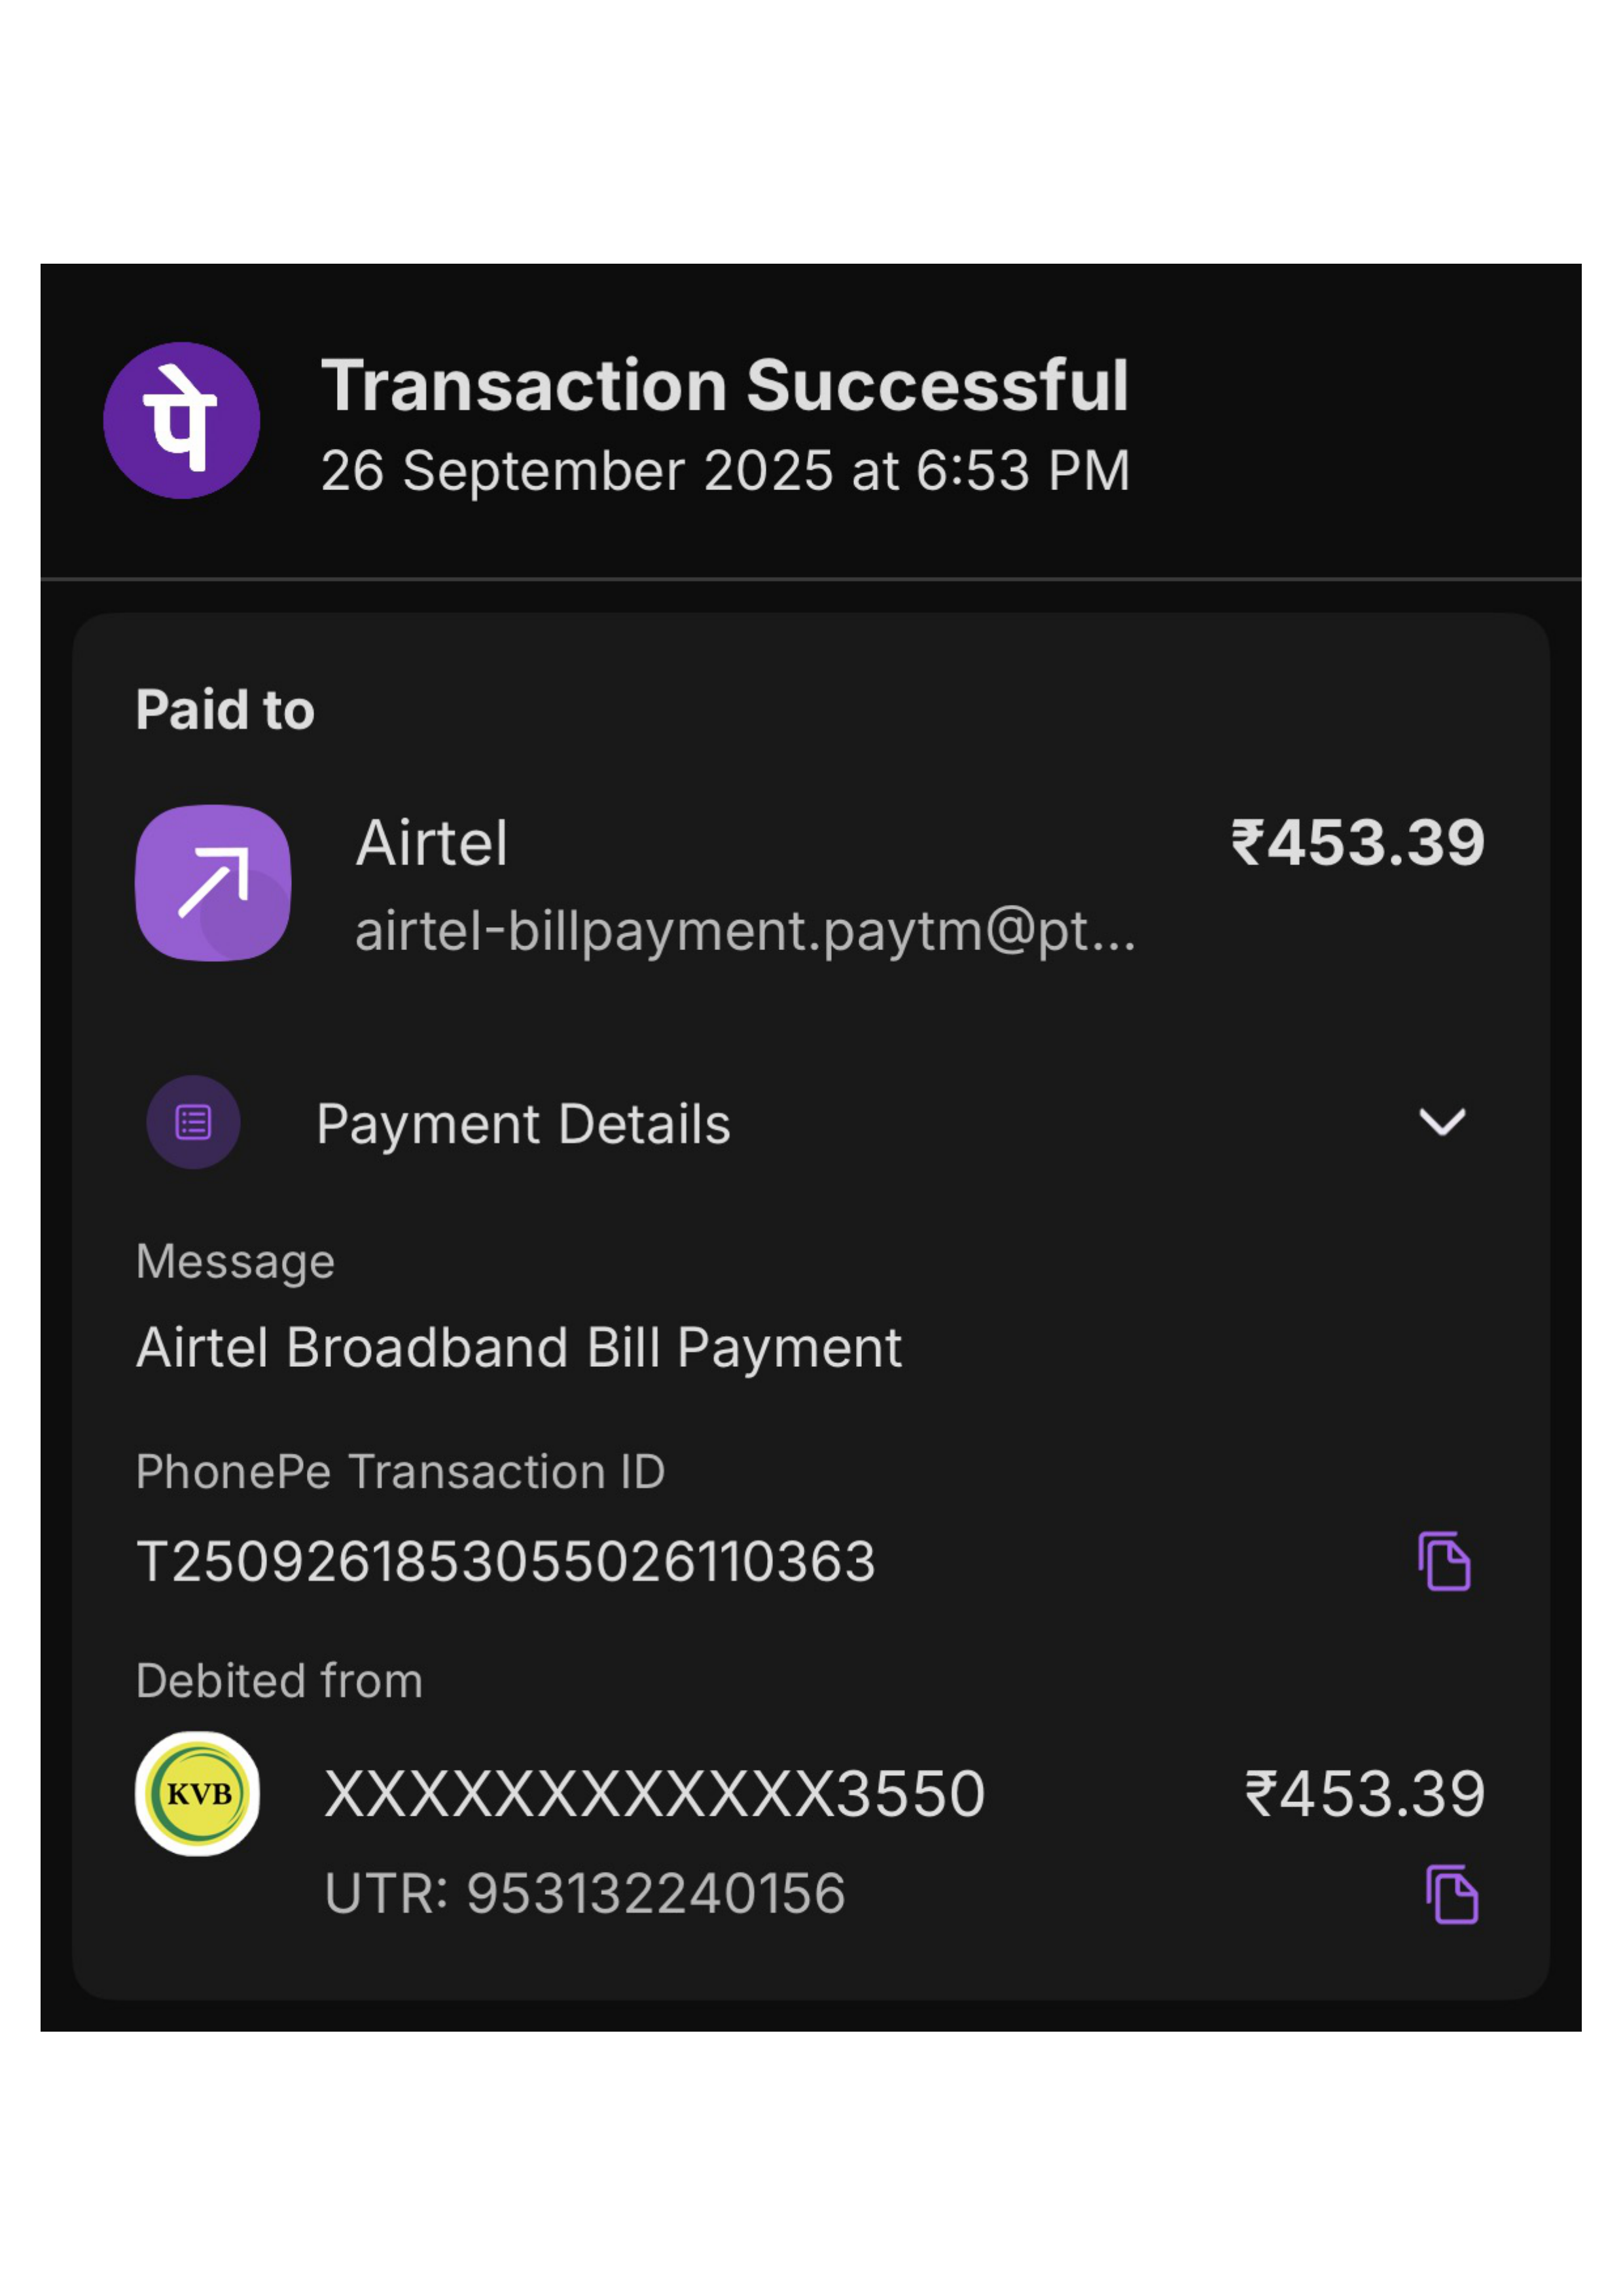 पे
Transaction Successful
26 September 2025 at 6:53 PM
Paid to
Airtel
₹453.39
airtel-billpayment.paytm@pt...
Payment Details
Message
Airtel Broadband Bill Payment
PhonePe Transaction ID
T2509261853055026110363
Debited from
KVB
XXXXXXXXXXXX3550
₹453.39
UTR: 953132240156